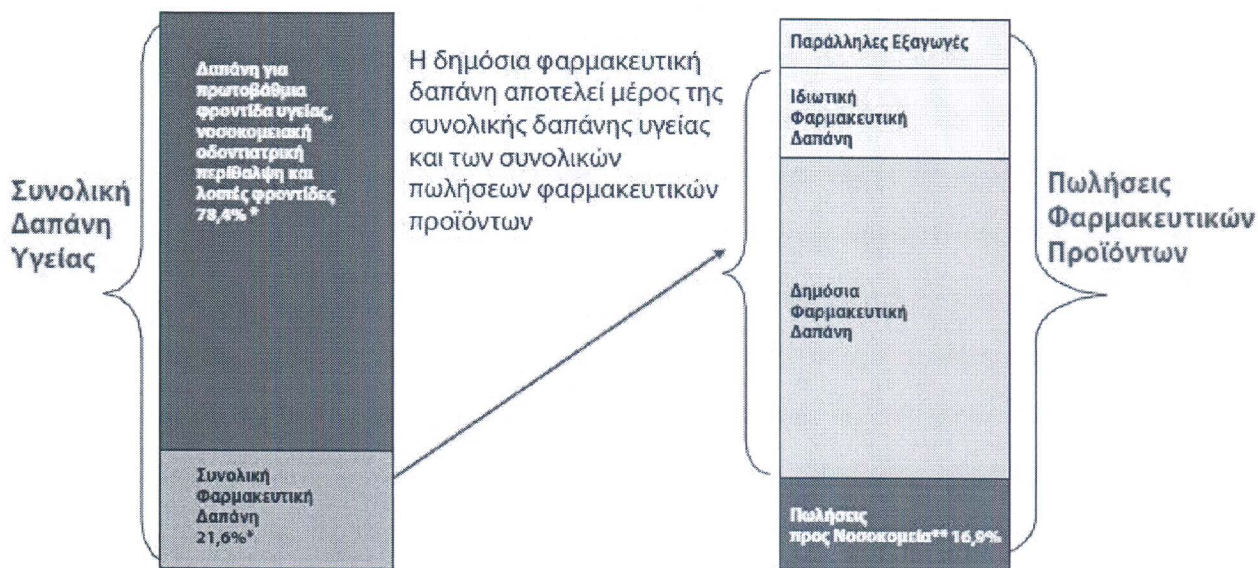 Συνολική
Δαπάνη
Υγείας
Δαπάνη για
πρωτοβάθμια
φροντίδα υγείας,
νοσοκομειακή
οδοντιατρική
περίθαλψη και
λοιπές φροντίδες
78,4% *
Συνολική
Φαρμακευτική
Δαπάνη
21,6%*
Η δημόσια φαρμακευτική
δαπάνη αποτελεί μέρος της
συνολικής δαπάνης υγείας
και των συνολικών
πωλήσεων φαρμακευτικών
προϊόντων
Παράλληλες Εξαγωγές
Ιδιωτική
Φαρμακευτική
Δαπάνη
Δημόσια
Φαρμακευτική
Δαπάνη
Πωλήσεις
προς Νοσοκομεία** 16,9%
Πωλήσεις
Φαρμακευτικών
Προϊόντων